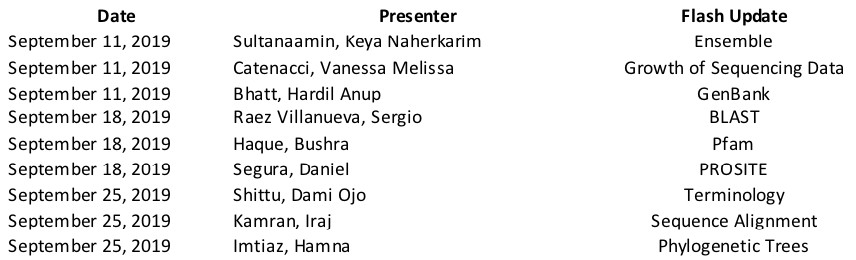 Date Presenter Flash Update
September 11, 2019 Sultanaamin, Keya Naherkarim Ensemble
September 11, 2019 Catenacci, Vanessa Melissa Growth of Sequencing Data
September 11, 2019 Bhatt, Hardil Anup GenBank
September 18, 2019 Raez Villanueva, Sergio BLAST
September 18, 2019 Haque, Bushra Pfam
September 18, 2019 Segura, Daniel PROSITE
September 25, 2019 Shittu, Dami Ojo Terminology
September 25, 2019 Kamran, Iraj Sequence Alignment
September 25, 2019 Imtiaz, Hamna Phylogenetic Trees